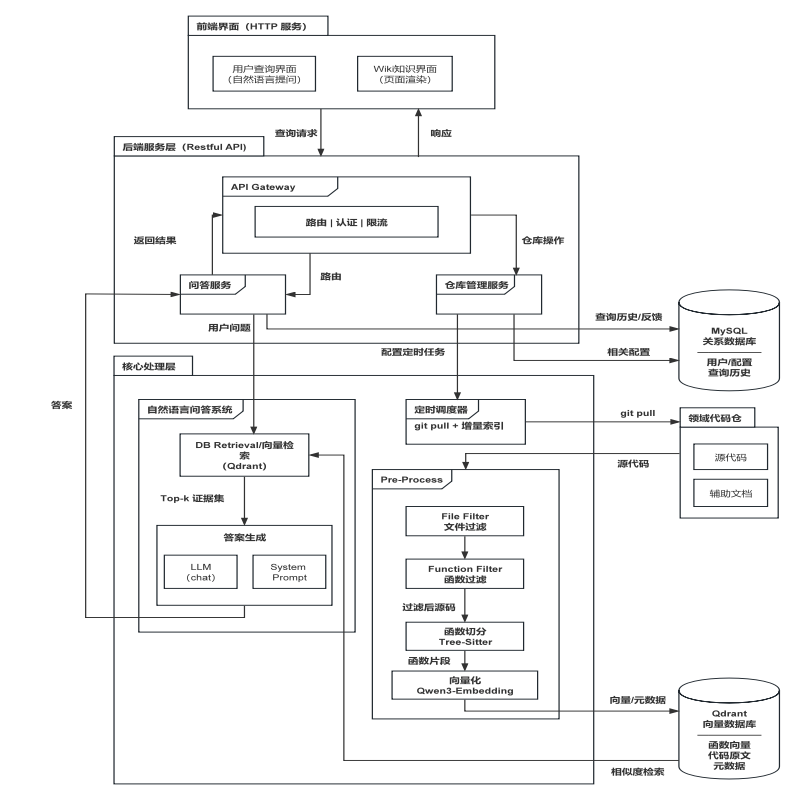 前端界面（HTTP 服务）
用户查询界面
（自然语言提问）
Wiki知识界面
（页面渲染）
查询请求
响应
后端服务层（Restful API）
API Gateway
路由 | 认证 | 限流
返回结果
仓库操作
路由
问答服务
仓库管理服务
用户问题
查询历史/反馈
配置定时任务
相关配置
MySQL
关系数据库
用户/配置
查询历史
核心处理层
答案
自然语言问答系统
定时调度器
git pull + 增量索引
git pull
领域代码仓
源代码
辅助文档
源代码
DB Retrieval/向量检
索
（Qdrant）
Top-k 证据集
答案生成
LLM
（chat）
System
Prompt
Pre-Process
File Filter
文件过滤
Function Filter
函数过滤
过滤后源码
函数切分
Tree-Sitter
函数片段
向量化
Qwen3-Embedding
向量/元数据
Qdrant
向量数据库
函数向量
代码原文
元数据
相似度检索